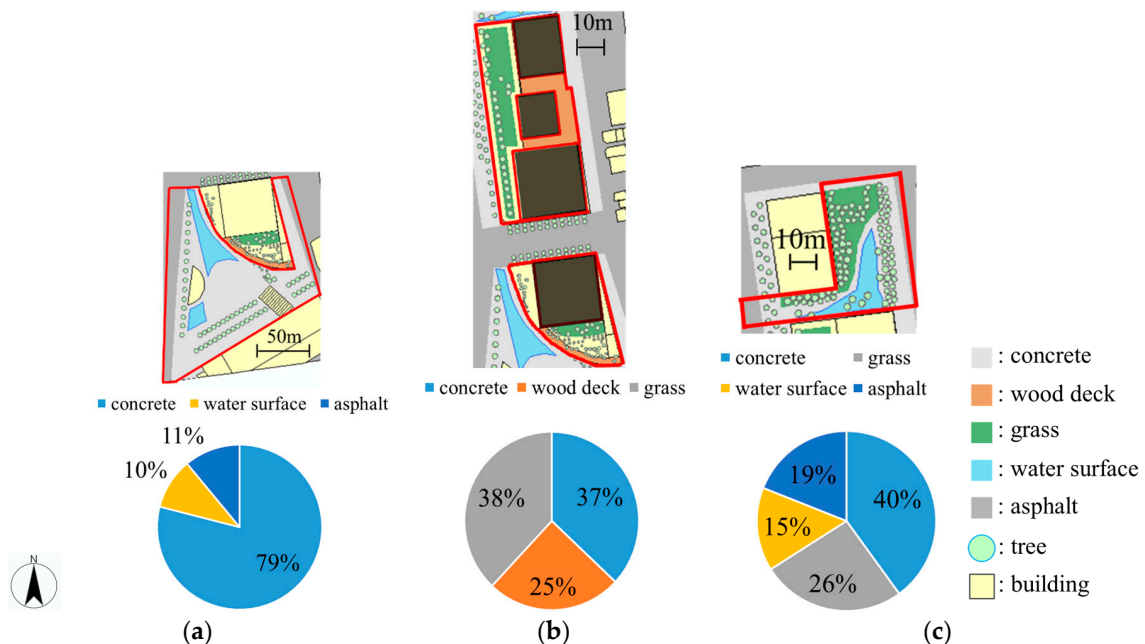 10m
50m
10m
concrete water surface asphalt
concrete wood deck grass
concrete grass
water surface asphalt
: concrete
: wood deck
: grass
: water surface
: asphalt
: tree
: building
11%
10%
79%
38%
37%
25%
19%
40%
15%
26%
N
(a)
(b)
(c)